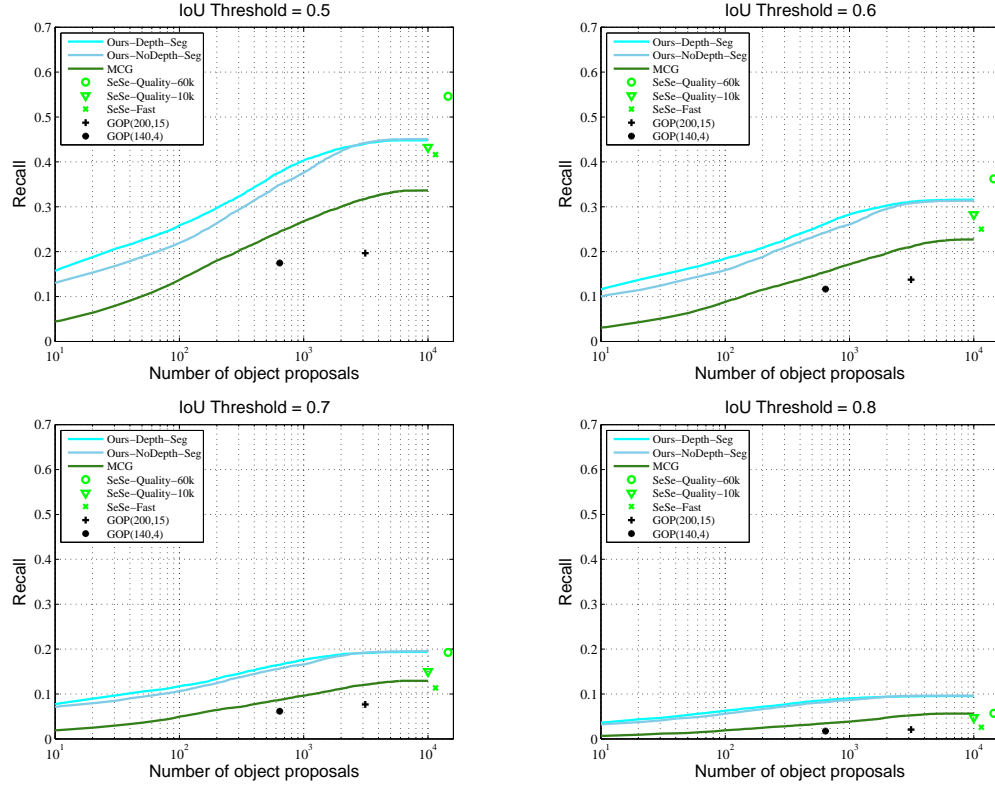 IoU Threshold = 0.5
0.7
0.6
0.5
0.4
0.3
0.2
0.1
0
Recall
Ours−Depth−Seg
Ours−NoDepth−Seg
MCG
SeSe−Quality−60k
SeSe−Quality−10k
SeSe−Fast
GOP(200,15)
GOP(140,4)
10^1 10^2 10^3 10^4
Number of object proposals
IoU Threshold = 0.6
0.7
0.6
0.5
0.4
0.3
0.2
0.1
0
Recall
Ours−Depth−Seg
Ours−NoDepth−Seg
MCG
SeSe−Quality−60k
SeSe−Quality−10k
SeSe−Fast
GOP(200,15)
GOP(140,4)
10^1 10^2 10^3 10^4
Number of object proposals
IoU Threshold = 0.7
0.7
0.6
0.5
0.4
0.3
0.2
0.1
0
Recall
Ours−Depth−Seg
Ours−NoDepth−Seg
MCG
SeSe−Quality−60k
SeSe−Quality−10k
SeSe−Fast
GOP(200,15)
GOP(140,4)
10^1 10^2 10^3 10^4
Number of object proposals
IoU Threshold = 0.8
0.7
0.6
0.5
0.4
0.3
0.2
0.1
0
Recall
Ours−Depth−Seg
Ours−NoDepth−Seg
MCG
SeSe−Quality−60k
SeSe−Quality−10k
SeSe−Fast
GOP(200,15)
GOP(140,4)
10^1 10^2 10^3 10^4
Number of object proposals